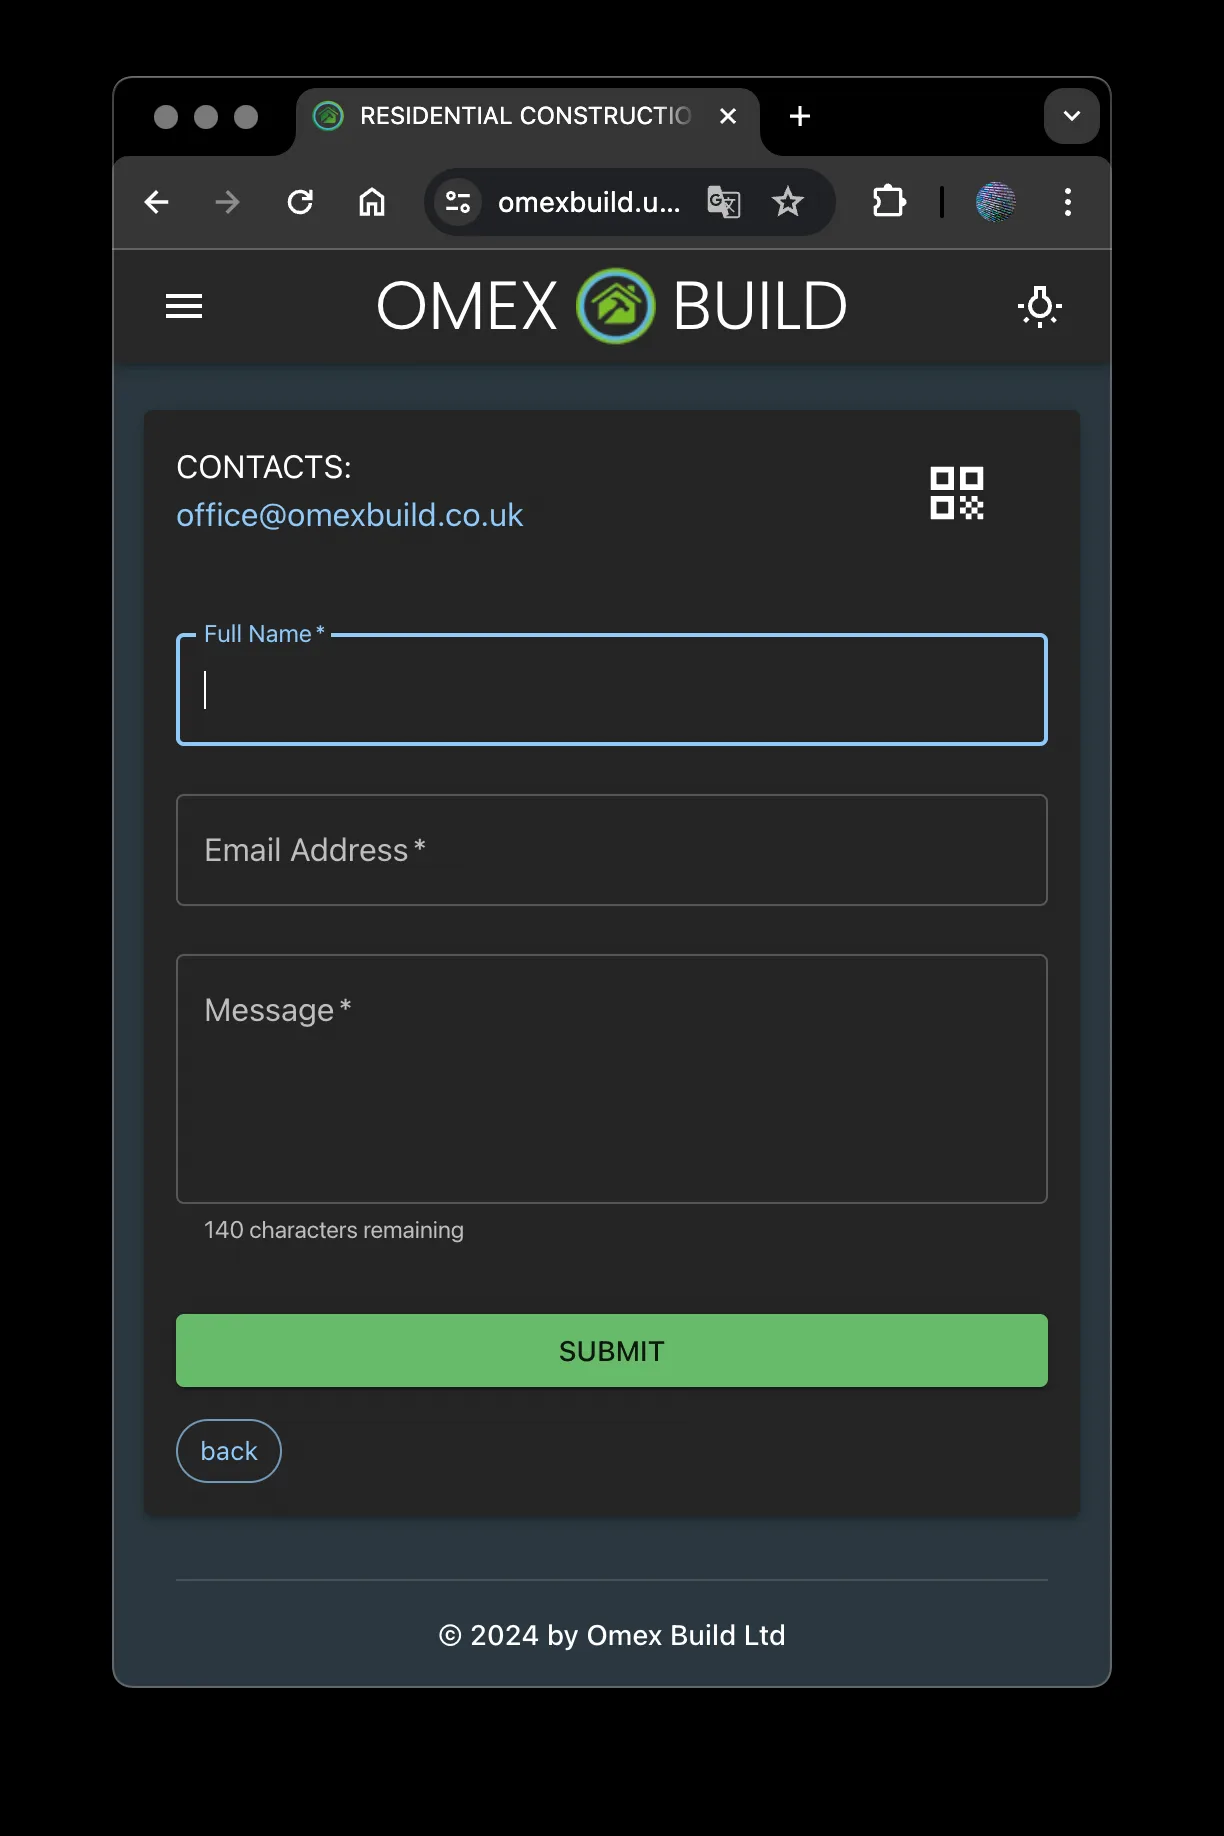 RESIDENTIAL CONSTRUCTIO
omexbuild.u...
OMEX BUILD
CONTACTS:
office@omexbuild.co.uk
Full Name *
Email Address *
Message *
140 characters remaining
SUBMIT
back
© 2024 by Omex Build Ltd